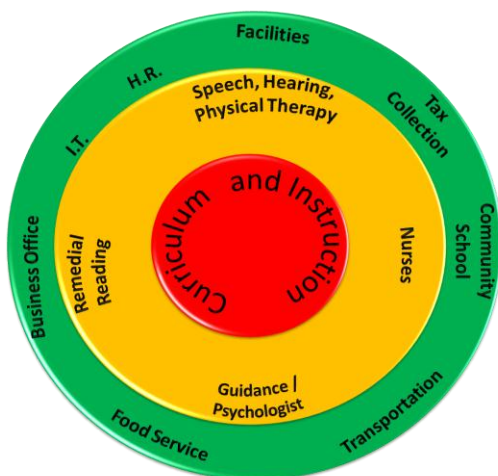 Facilities
H.R.
Tax
Collection
I.T.
Speech, Hearing,
Physical Therapy
Curriculum and Instruction
Community
School
Nurses
Business Office
Remedial
Reading
Guidance /
Psychologist
Food Service
Transportation